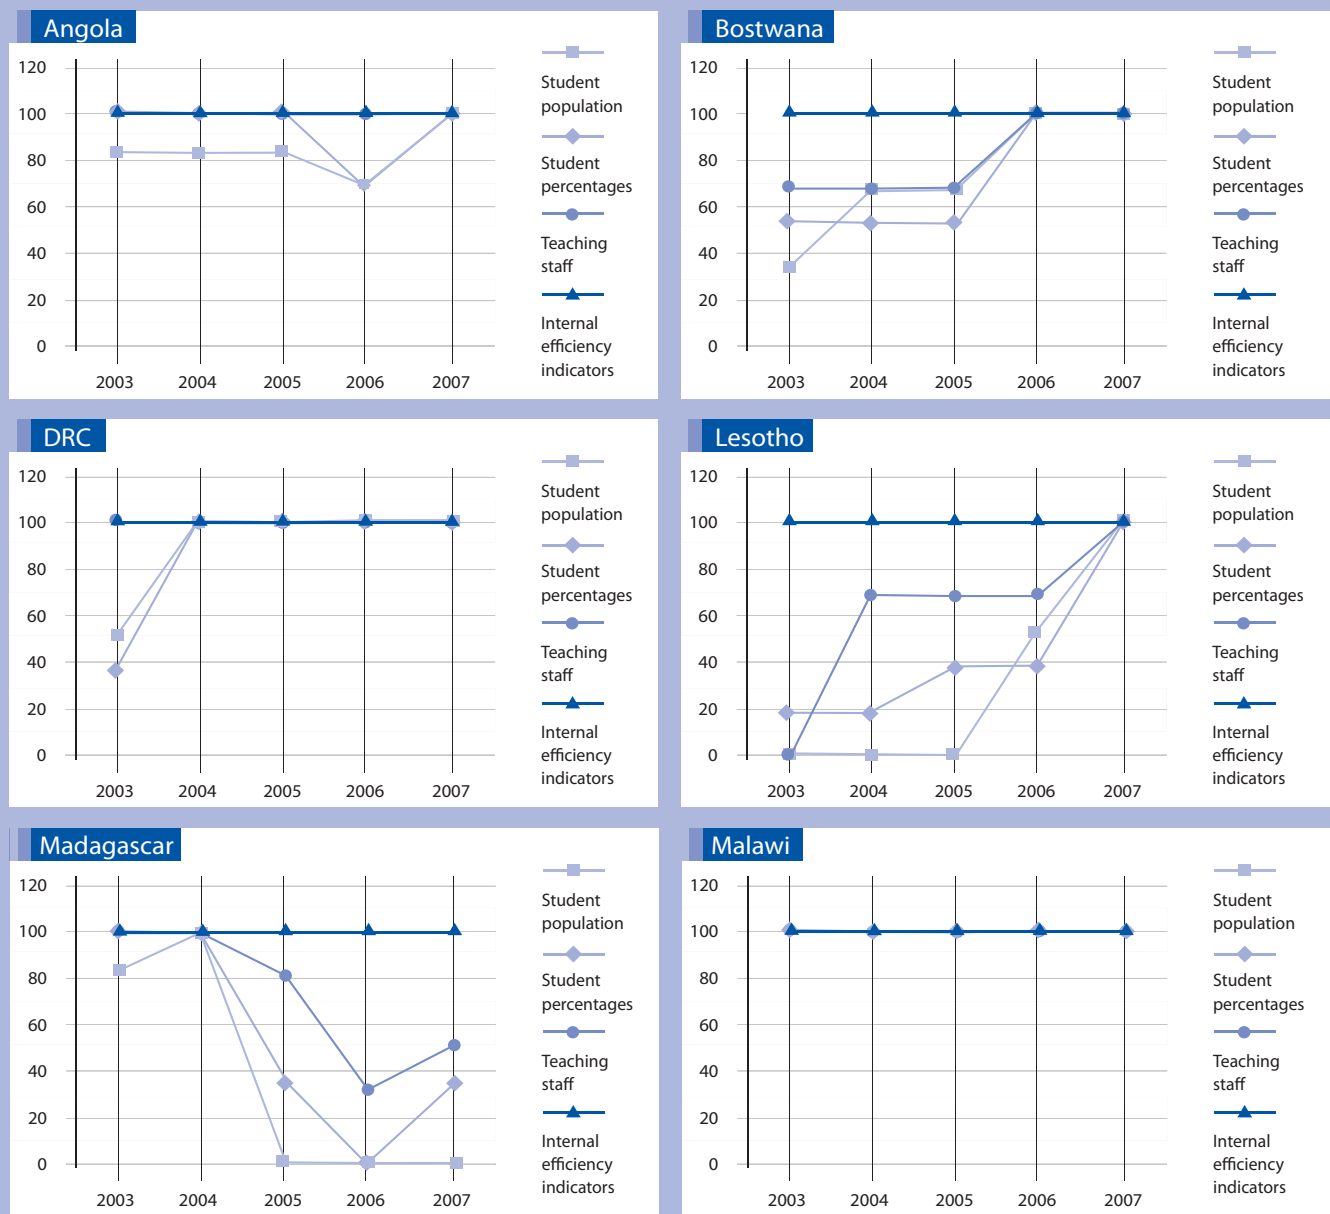 Angola
120
100
80
60
40
20
0
2003 2004 2005 2006 2007
Student
population
Student
percentages
Teaching
staff
Internal
efficiency
indicators
Bostwana
120
100
80
60
40
20
0
2003 2004 2005 2006 2007
Student
population
Student
percentages
Teaching
staff
Internal
efficiency
indicators
DRC
120
100
80
60
40
20
0
2003 2004 2005 2006 2007
Student
population
Student
percentages
Teaching
staff
Internal
efficiency
indicators
Lesotho
120
100
80
60
40
20
0
2003 2004 2005 2006 2007
Student
population
Student
percentages
Teaching
staff
Internal
efficiency
indicators
Madagascar
120
100
80
60
40
20
0
2003 2004 2005 2006 2007
Student
population
Student
percentages
Teaching
staff
Internal
efficiency
indicators
Malawi
120
100
80
60
40
20
0
2003 2004 2005 2006 2007
Student
population
Student
percentages
Teaching
staff
Internal
efficiency
indicators